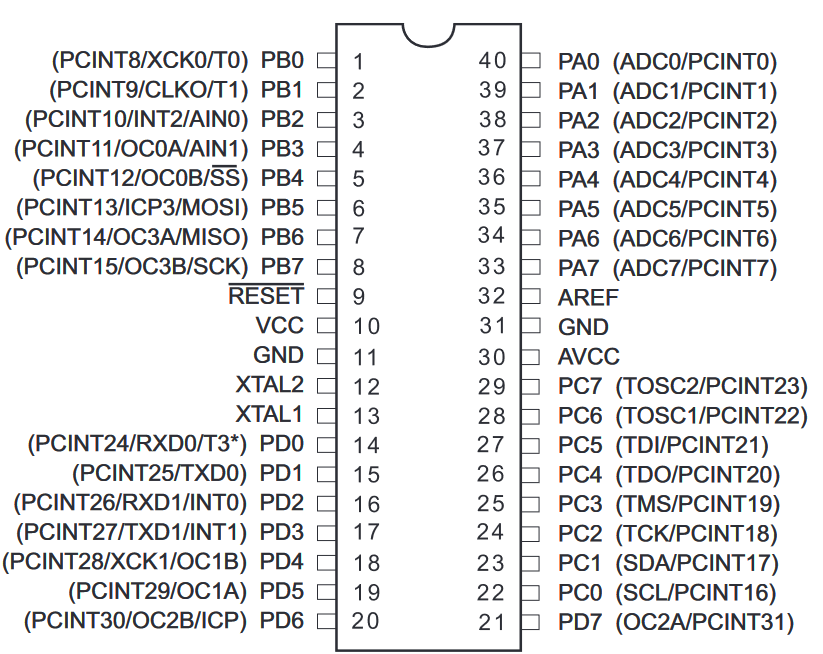 (PCINT8/XCK0/T0) PB0 1 40 PA0 (ADC0/PCINT0)
(PCINT9/CLKO/T1) PB1 2 39 PA1 (ADC1/PCINT1)
(PCINT10/INT2/AIN0) PB2 3 38 PA2 (ADC2/PCINT2)
(PCINT11/OC0A/AIN1) PB3 4 37 PA3 (ADC3/PCINT3)
(PCINT12/OC0B/SS) PB4 5 36 PA4 (ADC4/PCINT4)
(PCINT13/ICP3/MOSI) PB5 6 35 PA5 (ADC5/PCINT5)
(PCINT14/OC3A/MISO) PB6 7 34 PA6 (ADC6/PCINT6)
(PCINT15/OC3B/SCK) PB7 8 33 PA7 (ADC7/PCINT7)
RESET 9 32 AREF
VCC 10 31 GND
GND 11 30 AVCC
XTAL2 12 29 PC7 (TOSC2/PCINT23)
XTAL1 13 28 PC6 (TOSC1/PCINT22)
(PCINT24/RXD0/T3*) PD0 14 27 PC5 (TDI/PCINT21)
(PCINT25/TXD0) PD1 15 26 PC4 (TDO/PCINT20)
(PCINT26/RXD1/INT0) PD2 16 25 PC3 (TMS/PCINT19)
(PCINT27/TXD1/INT1) PD3 17 24 PC2 (TCK/PCINT18)
(PCINT28/XCK1/OC1B) PD4 18 23 PC1 (SDA/PCINT17)
(PCINT29/OC1A) PD5 19 22 PC0 (SCL/PCINT16)
(PCINT30/OC2B/ICP) PD6 20 21 PD7 (OC2A/PCINT31)